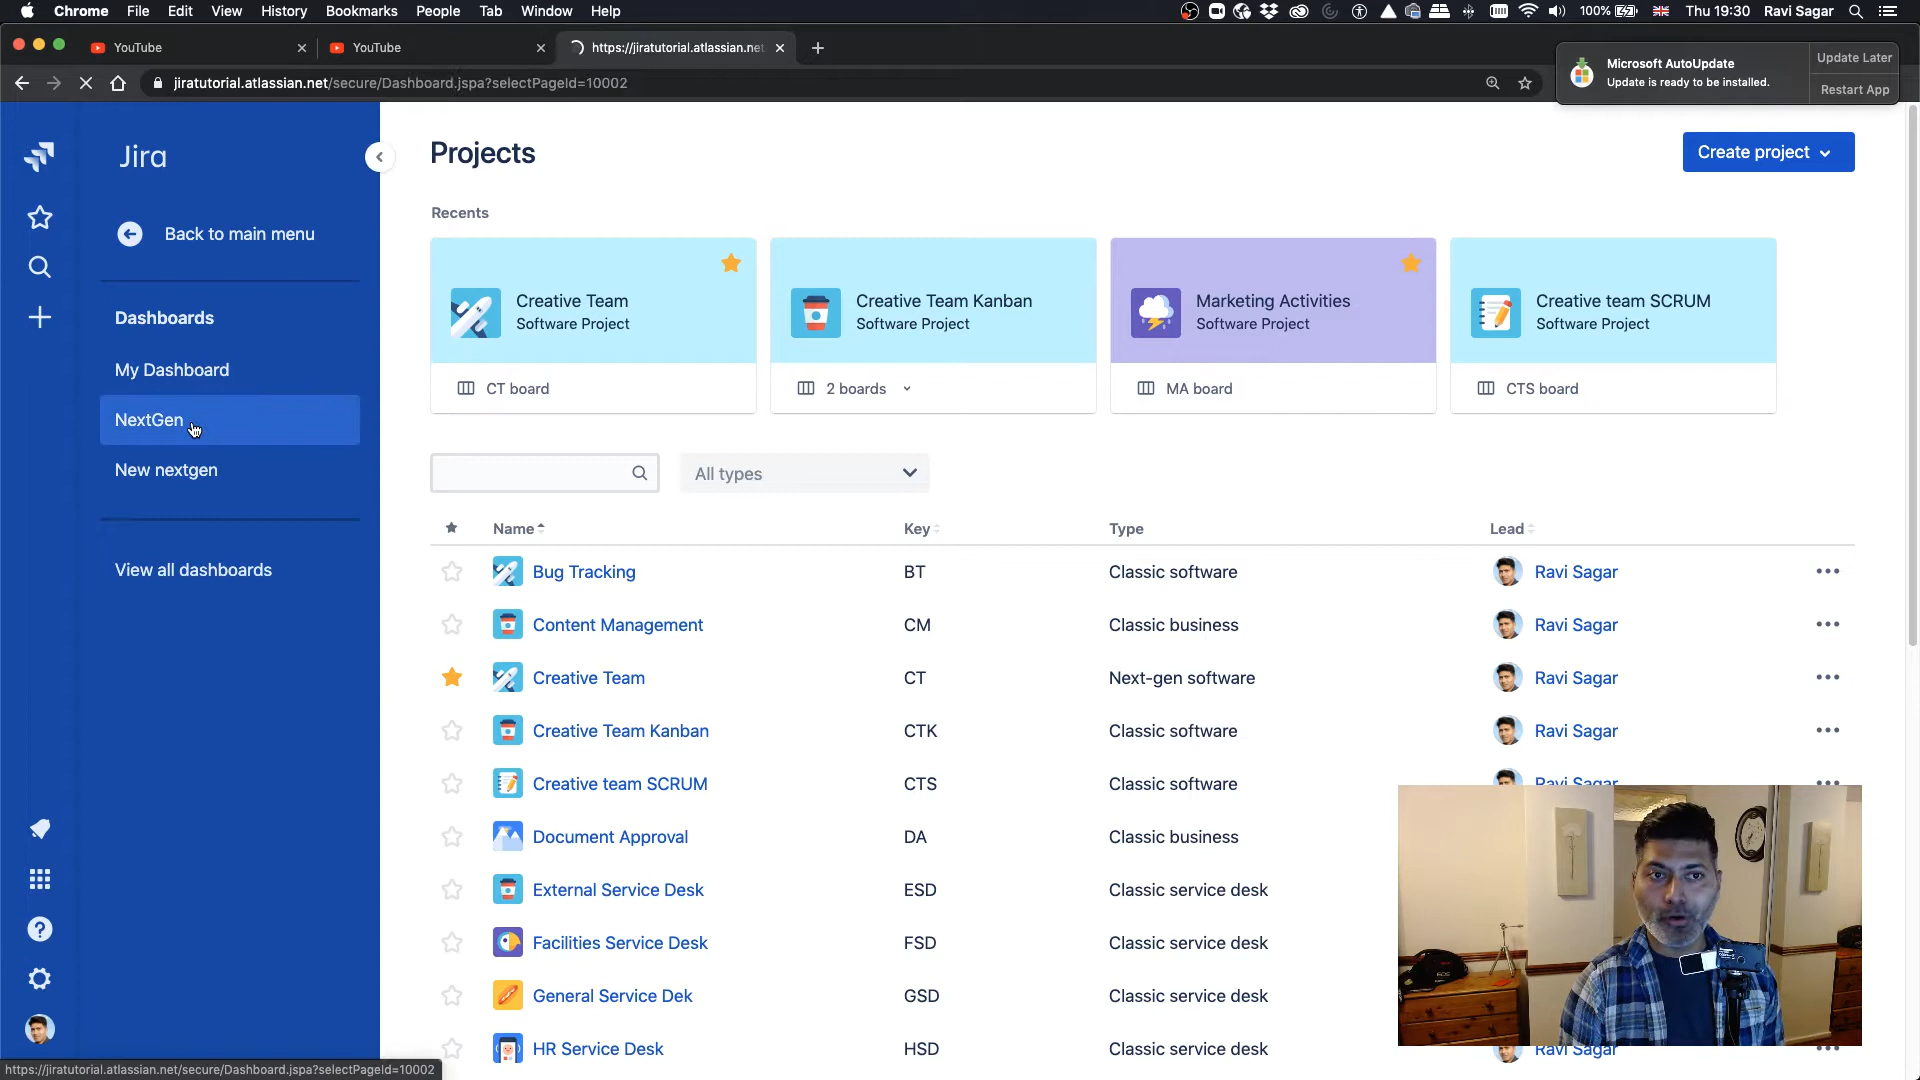 Chrome File Edit View History Bookmarks People Tab Window Help
100% Thu 19:30 Ravi Sagar
YouTube
YouTube
https://jiratutorial.atlassian.net
jiratutorial.atlassian.net/secure/Dashboard.jspa?selectPageId=10002
Microsoft AutoUpdate
Update is ready to be installed.
Update Later
Restart App
Jira
Back to main menu
Dashboards
My Dashboard
NextGen
New nextgen
View all dashboards
Projects
Create project
Recents
Creative Team
Software Project
CT board
Creative Team Kanban
Software Project
2 boards
Marketing Activities
Software Project
MA board
Creative team SCRUM
Software Project
CTS board
All types
Name Key Type Lead
Bug Tracking BT Classic software Ravi Sagar
Content Management CM Classic business Ravi Sagar
Creative Team CT Next-gen software Ravi Sagar
Creative Team Kanban CTK Classic software Ravi Sagar
Creative team SCRUM CTS Classic software Ravi Sagar
Document Approval DA Classic business
External Service Desk ESD Classic service desk
Facilities Service Desk FSD Classic service desk
General Service Dek GSD Classic service desk
HR Service Desk HSD Classic service desk Ravi Sagar
https://jiratutorial.atlassian.net/secure/Dashboard.jspa?selectPageId=10002